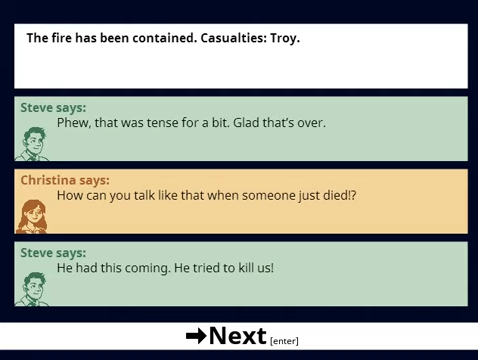 The fire has been contained. Casualties: Troy.
Steve says:
Phew, that was tense for a bit. Glad that's over.
Christina says:
How can you talk like that when someone just died!?
Steve says:
He had this coming. He tried to kill us!
➡Next [enter]